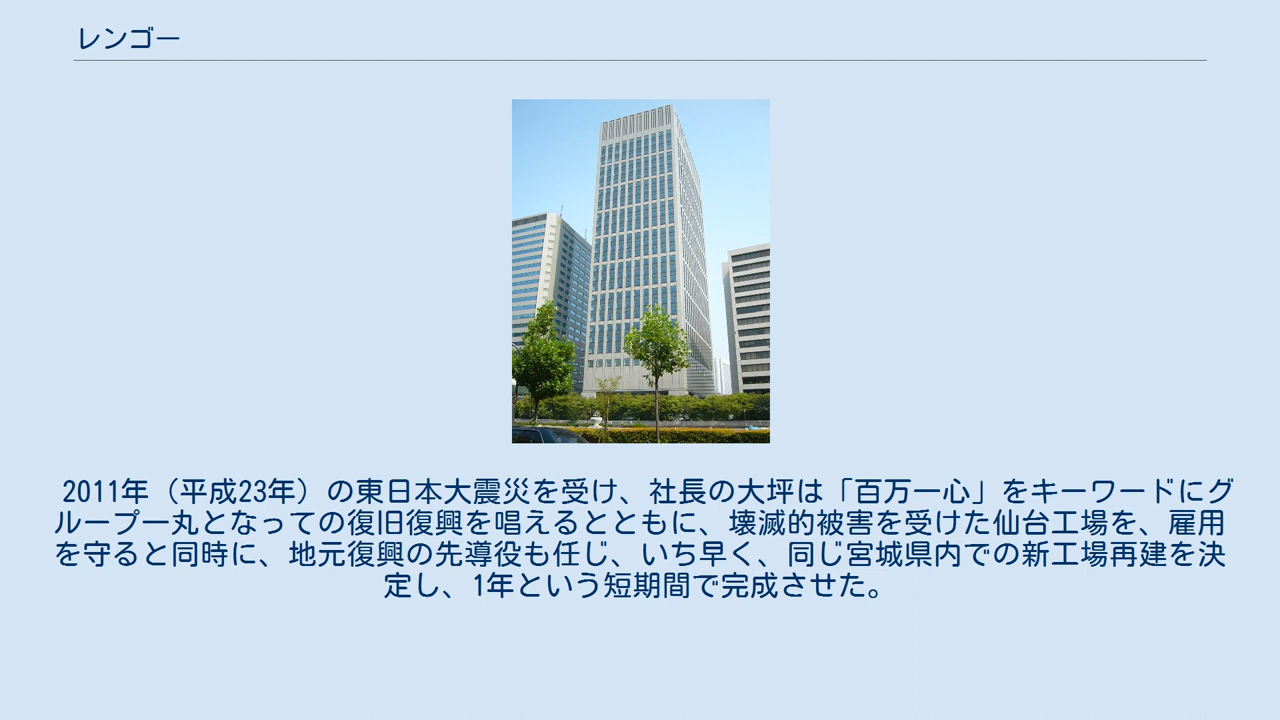 レンゴー
2011年（平成23年）の東日本大震災を受け、社長の大坪は「百万一心」をキーワードにグ
ループ一丸となっての復旧復興を唱えるとともに、壊滅的被害を受けた仙台工場を、雇用
を守ると同時に、地元復興の先導役も任じ、いち早く、同じ宮城県内での新工場再建を決
定し、1年という短期間で完成させた。